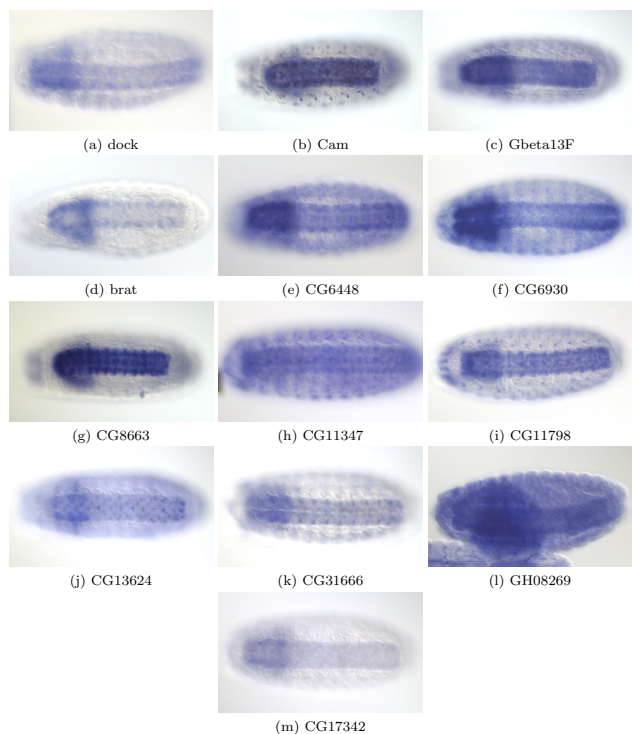 (a) dock
(b) Cam
(c) Gbeta13F
(d) brat
(e) CG6448
(f) CG6930
(g) CG8663
(h) CG11347
(i) CG11798
(j) CG13624
(k) CG31666
(l) GH08269
(m) CG17342